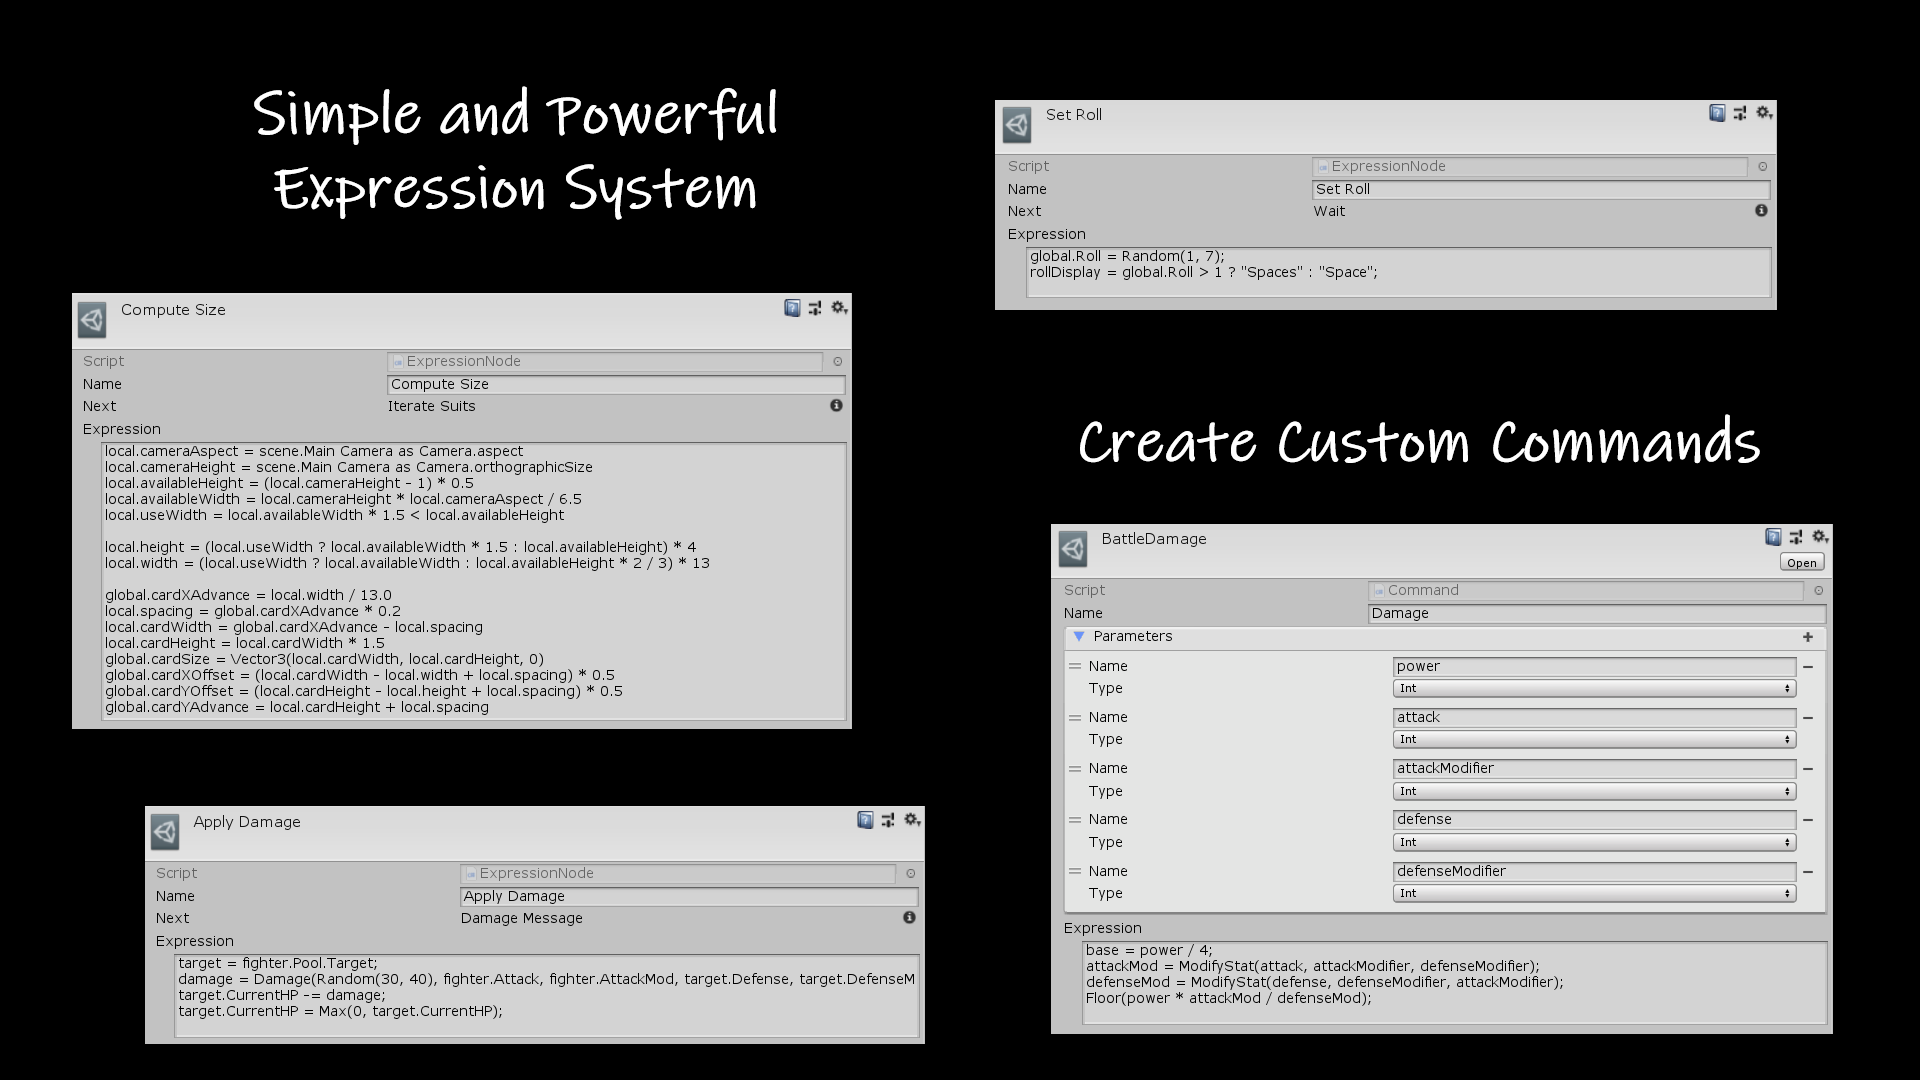 Simple and Powerful
Expression System
Compute Size
Script ExpressionNode
Name Compute Size
Next Iterate Suits
Expression
local.cameraAspect = scene.Main Camera as Camera.aspect
local.cameraHeight = scene.Main Camera as Camera.orthographicSize
local.availableHeight = (local.cameraHeight - 1) * 0.5
local.availableWidth = local.cameraHeight * local.cameraAspect / 6.5
local.useWidth = local.availableWidth * 1.5 < local.availableHeight
local.height = (local.useWidth ? local.availableWidth * 1.5 : local.availableHeight) * 4
local.width = (local.useWidth ? local.availableWidth : local.availableHeight * 2 / 3) * 13
global.cardXAdvance = local.width / 13.0
local.spacing = global.cardXAdvance * 0.2
local.cardWidth = global.cardXAdvance - local.spacing
local.cardHeight = local.cardWidth * 1.5
global.cardSize = Vector3(local.cardWidth, local.cardHeight, 0)
global.cardXOffset = (local.cardWidth - local.width + local.spacing) * 0.5
global.cardYOffset = (local.cardHeight - local.height + local.spacing) * 0.5
global.cardYAdvance = local.cardHeight + local.spacing
Apply Damage
Script ExpressionNode
Name Apply Damage
Next Damage Message
Expression
target = fighter.Pool.Target;
damage = Damage(Random(30, 40), fighter.Attack, fighter.AttackMod, target.Defense, target.DefenseM
target.CurrentHP -= damage;
target.CurrentHP = Max(0, target.CurrentHP);
Set Roll
Script ExpressionNode
Name Set Roll
Next Wait
Expression
global.Roll = Random(1, 7);
rollDisplay = global.Roll > 1 ? "Spaces" : "Space";
Create Custom Commands
BattleDamage
Open
Script Command
Name Damage
Parameters +
Name power
Type Int
Name attack
Type Int
Name attackModifier
Type Int
Name defense
Type Int
Name defenseModifier
Type Int
Expression
base = power / 4;
attackMod = ModifyStat(attack, attackModifier, defenseModifier);
defenseMod = ModifyStat(defense, defenseModifier, attackModifier);
Floor(power * attackMod / defenseMod);